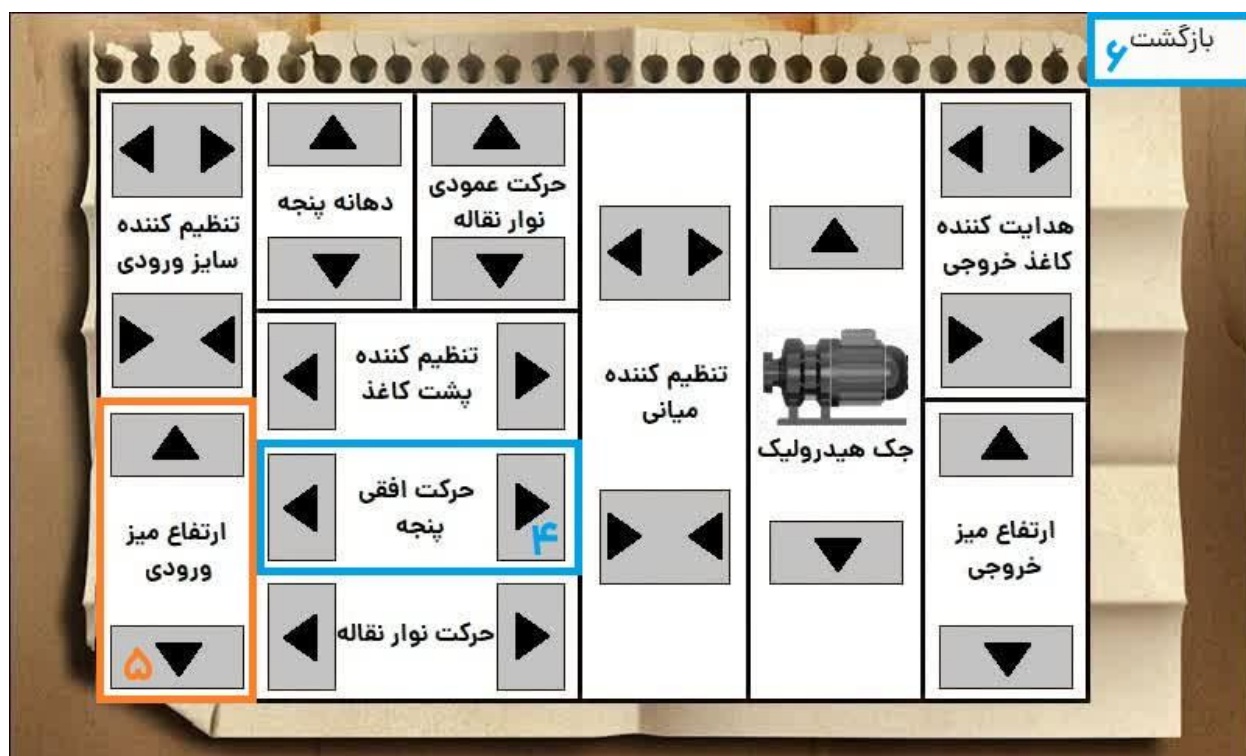 بازگشت
۶
هدایت کننده
کاغذ خروجی
ارتفاع میز
خروجی
جک هیدرولیک
تنظیم کننده
میانی
حرکت عمودی
نوار نقاله
دهانه پنجه
تنظیم کننده
پشت کاغذ
حرکت افقی
پنجه
۴
حرکت نوار نقاله
تنظیم کننده
سایز ورودی
ارتفاع میز
ورودی
۵